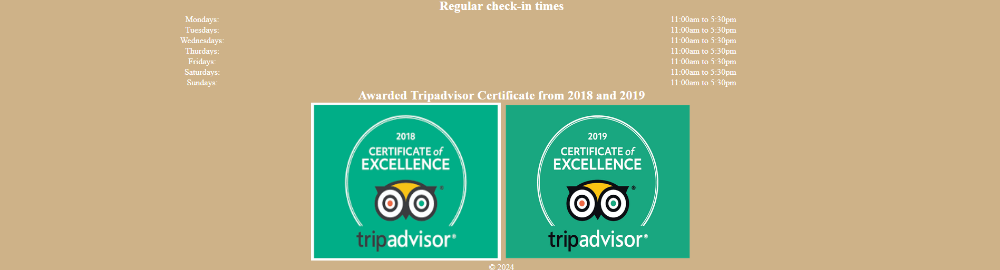 Regular check-in times
Mondays: 11:00am to 5:30pm
Tuesdays: 11:00am to 5:30pm
Wednesdays: 11:00am to 5:30pm
Thurdays: 11:00am to 5:30pm
Fridays: 11:00am to 5:30pm
Saturdays: 11:00am to 5:30pm
Sundays: 11:00am to 5:30pm
Awarded Tripadvisor Certificate from 2018 and 2019
2018
CERTIFICATE of
EXCELLENCE
®
tripadvisor®
2019
CERTIFICATE of
EXCELLENCE
®
tripadvisor®
© 2024